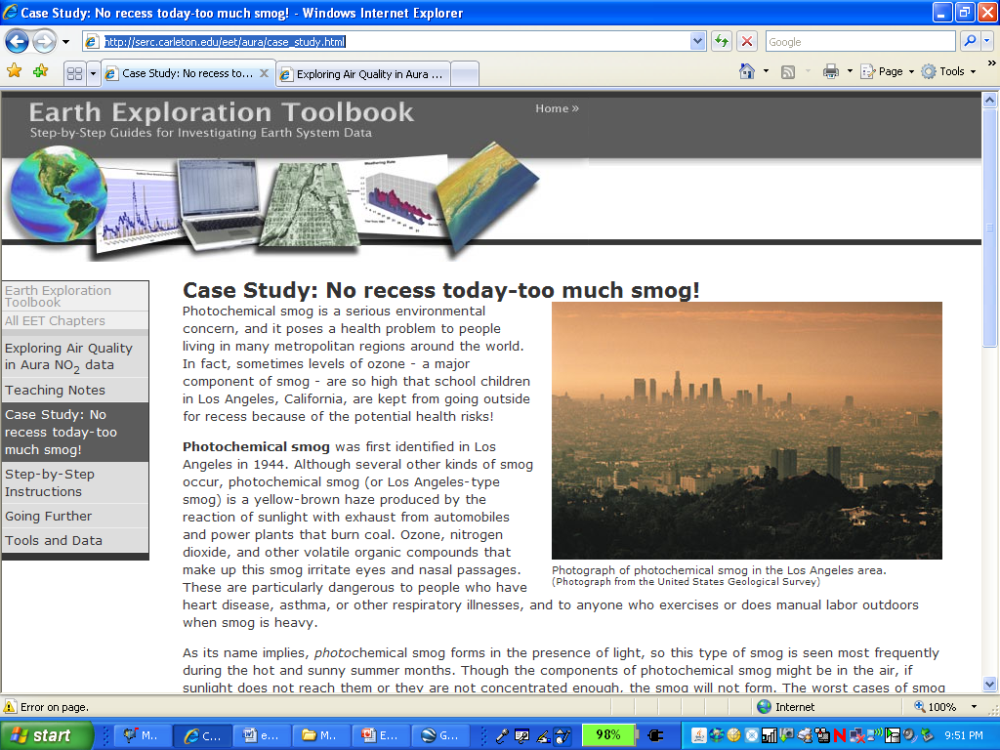 Case Study: No recess today-too much smog! - Windows Internet Explorer
http://serc.carleton.edu/eet/aura/case_study.html
Google
Case Study: No recess to...
Exploring Air Quality in Aura ...
Page
Tools
Earth Exploration Toolbook
Step-by-Step Guides for Investigating Earth System Data
Home »
Earth Exploration
Toolbook
All EET Chapters
Exploring Air Quality
in Aura NO2 data
Teaching Notes
Case Study: No
recess today-too
much smog!
Step-by-Step
Instructions
Going Further
Tools and Data
Case Study: No recess today-too much smog!
Photochemical smog is a serious environmental
concern, and it poses a health problem to people
living in many metropolitan regions around the world.
In fact, sometimes levels of ozone - a major
component of smog - are so high that school children
in Los Angeles, California, are kept from going outside
for recess because of the potential health risks!
Photochemical smog was first identified in Los
Angeles in 1944. Although several other kinds of smog
occur, photochemical smog (or Los Angeles-type
smog) is a yellow-brown haze produced by the
reaction of sunlight with exhaust from automobiles
and power plants that burn coal. Ozone, nitrogen
dioxide, and other volatile organic compounds that
make up this smog irritate eyes and nasal passages.
These are particularly dangerous to people who have
heart disease, asthma, or other respiratory illnesses, and to anyone who exercises or does manual labor outdoors
when smog is heavy.
Photograph of photochemical smog in the Los Angeles area.
(Photograph from the United States Geological Survey)
As its name implies, photochemical smog forms in the presence of light, so this type of smog is seen most frequently
during the hot and sunny summer months. Though the components of photochemical smog might be in the air, if
sunlight does not reach them or they are not concentrated enough, the smog will not form. The worst cases of smog
Error on page.
Internet
100%
start
M...
C...
e...
M...
E...
G...
98%
9:51 PM